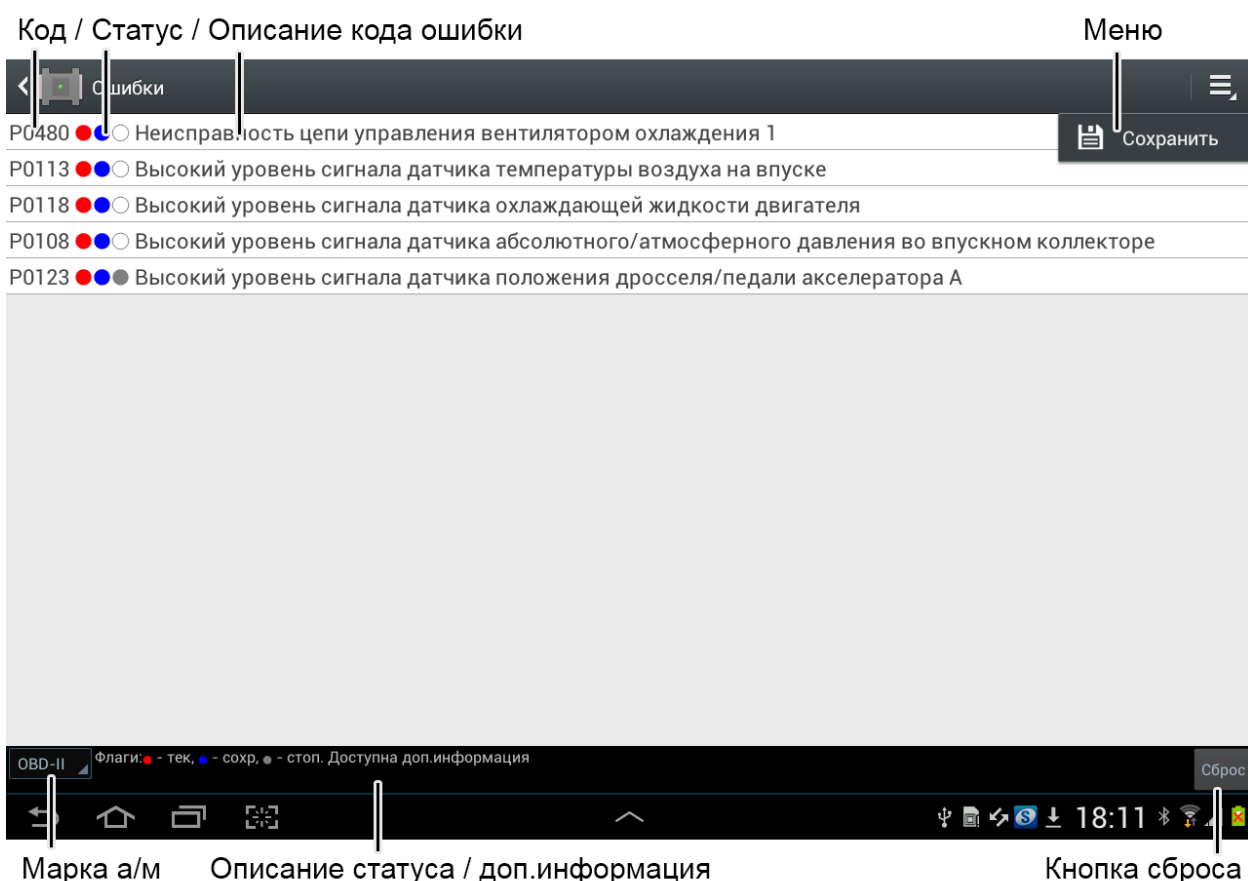 Код / Статус / Описание кода ошибки
Меню
Ошибки
P0480 Неисправность цепи управления вентилятором охлаждения 1
Сохранить
P0113 Высокий уровень сигнала датчика температуры воздуха на впуске
P0118 Высокий уровень сигнала датчика охлаждающей жидкости двигателя
P0108 Высокий уровень сигнала датчика абсолютного/атмосферного давления во впускном коллекторе
P0123 Высокий уровень сигнала датчика положения дросселя/педали акселератора А
OBD-II
Флаги: - тек, - сохр, - стоп. Доступна доп.информация
Сброс
18:11
Марка а/м
Описание статуса / доп.информация
Кнопка сброса